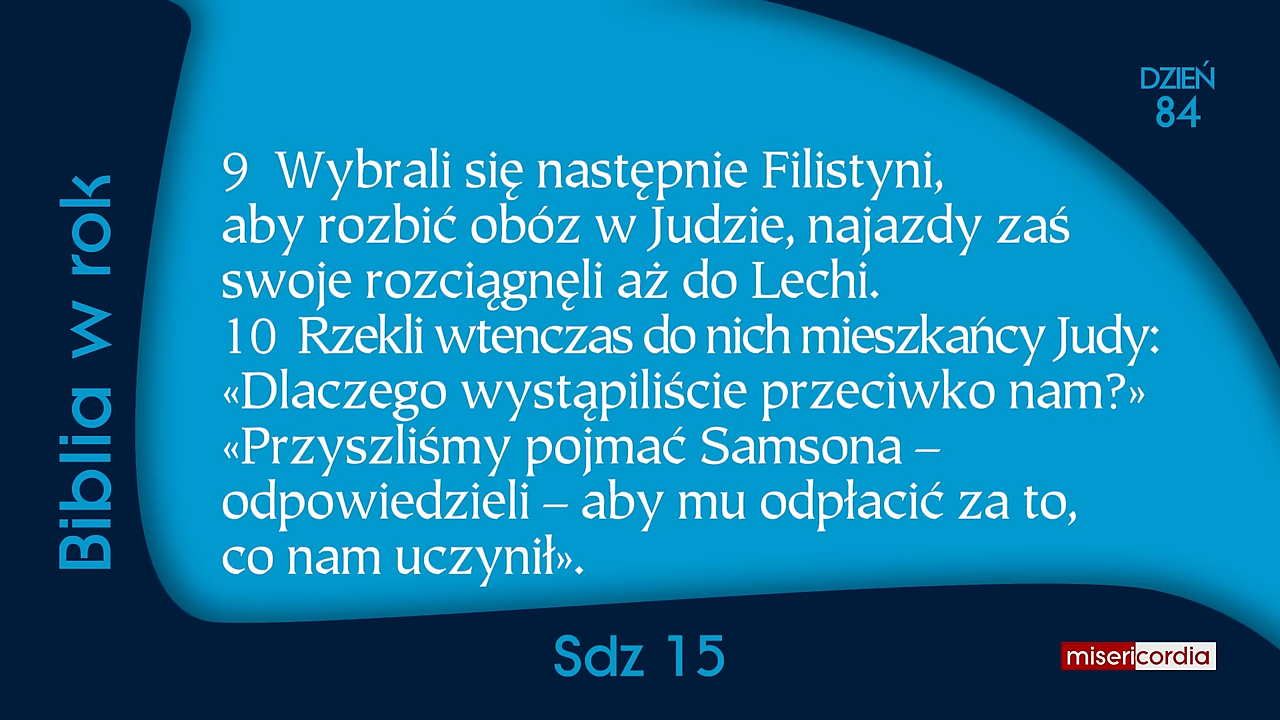 Biblia w rok
DZIEŃ
84
9 Wybrali się następnie Filistyni,
aby rozbić obóz w Judzie, najazdy zaś
swoje rozciągnęli aż do Lechi.
10 Rzekli wtenczas do nich mieszkańcy Judy:
«Dlaczego wystąpiliście przeciwko nam?»
«Przyszliśmy pojmać Samsona –
odpowiedzieli – aby mu odpłacić za to,
co nam uczynił».
Sdz 15
misericordia